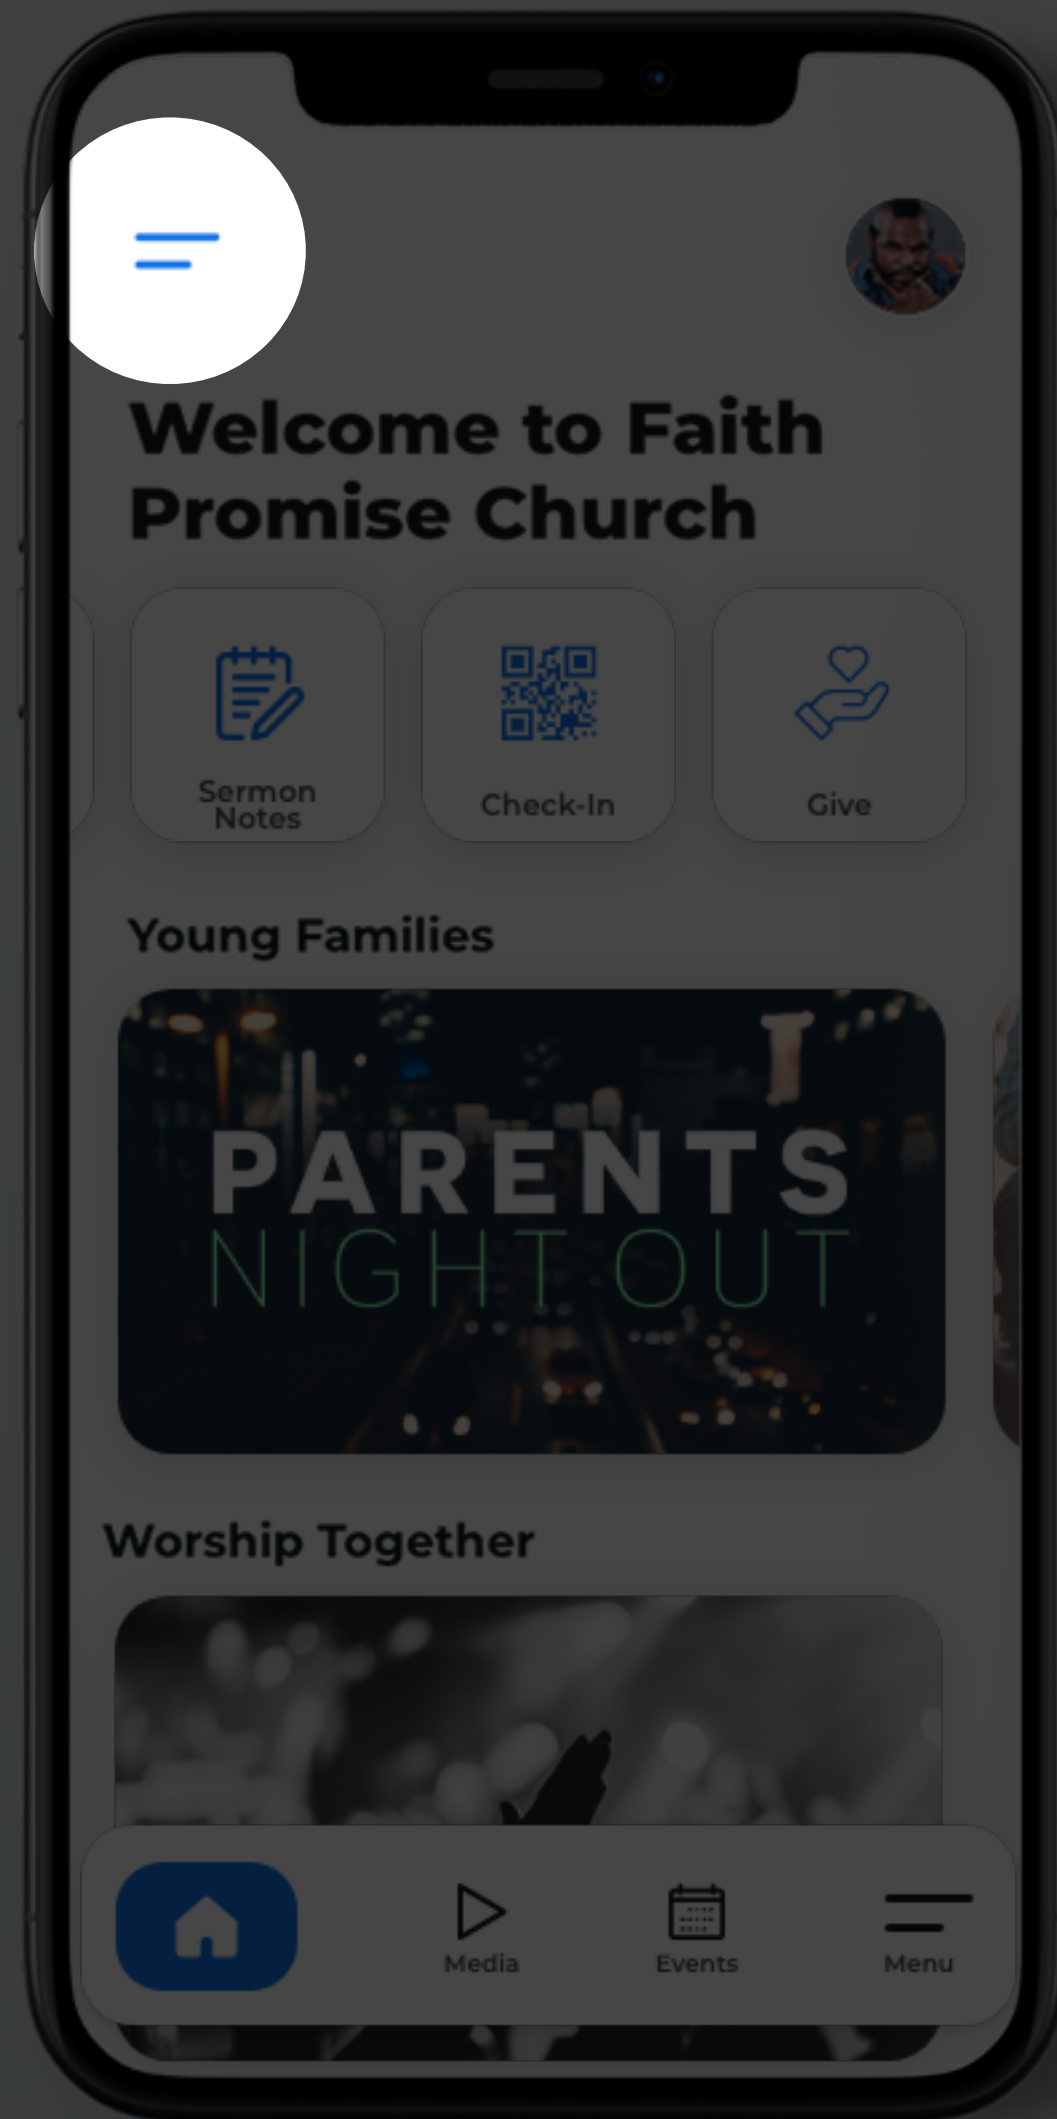 Welcome to Faith
Promise Church
Sermon
Notes
Check-In
Give
Young Families
PARENTS
NIGHT OUT
Worship Together
Media
Events
Menu